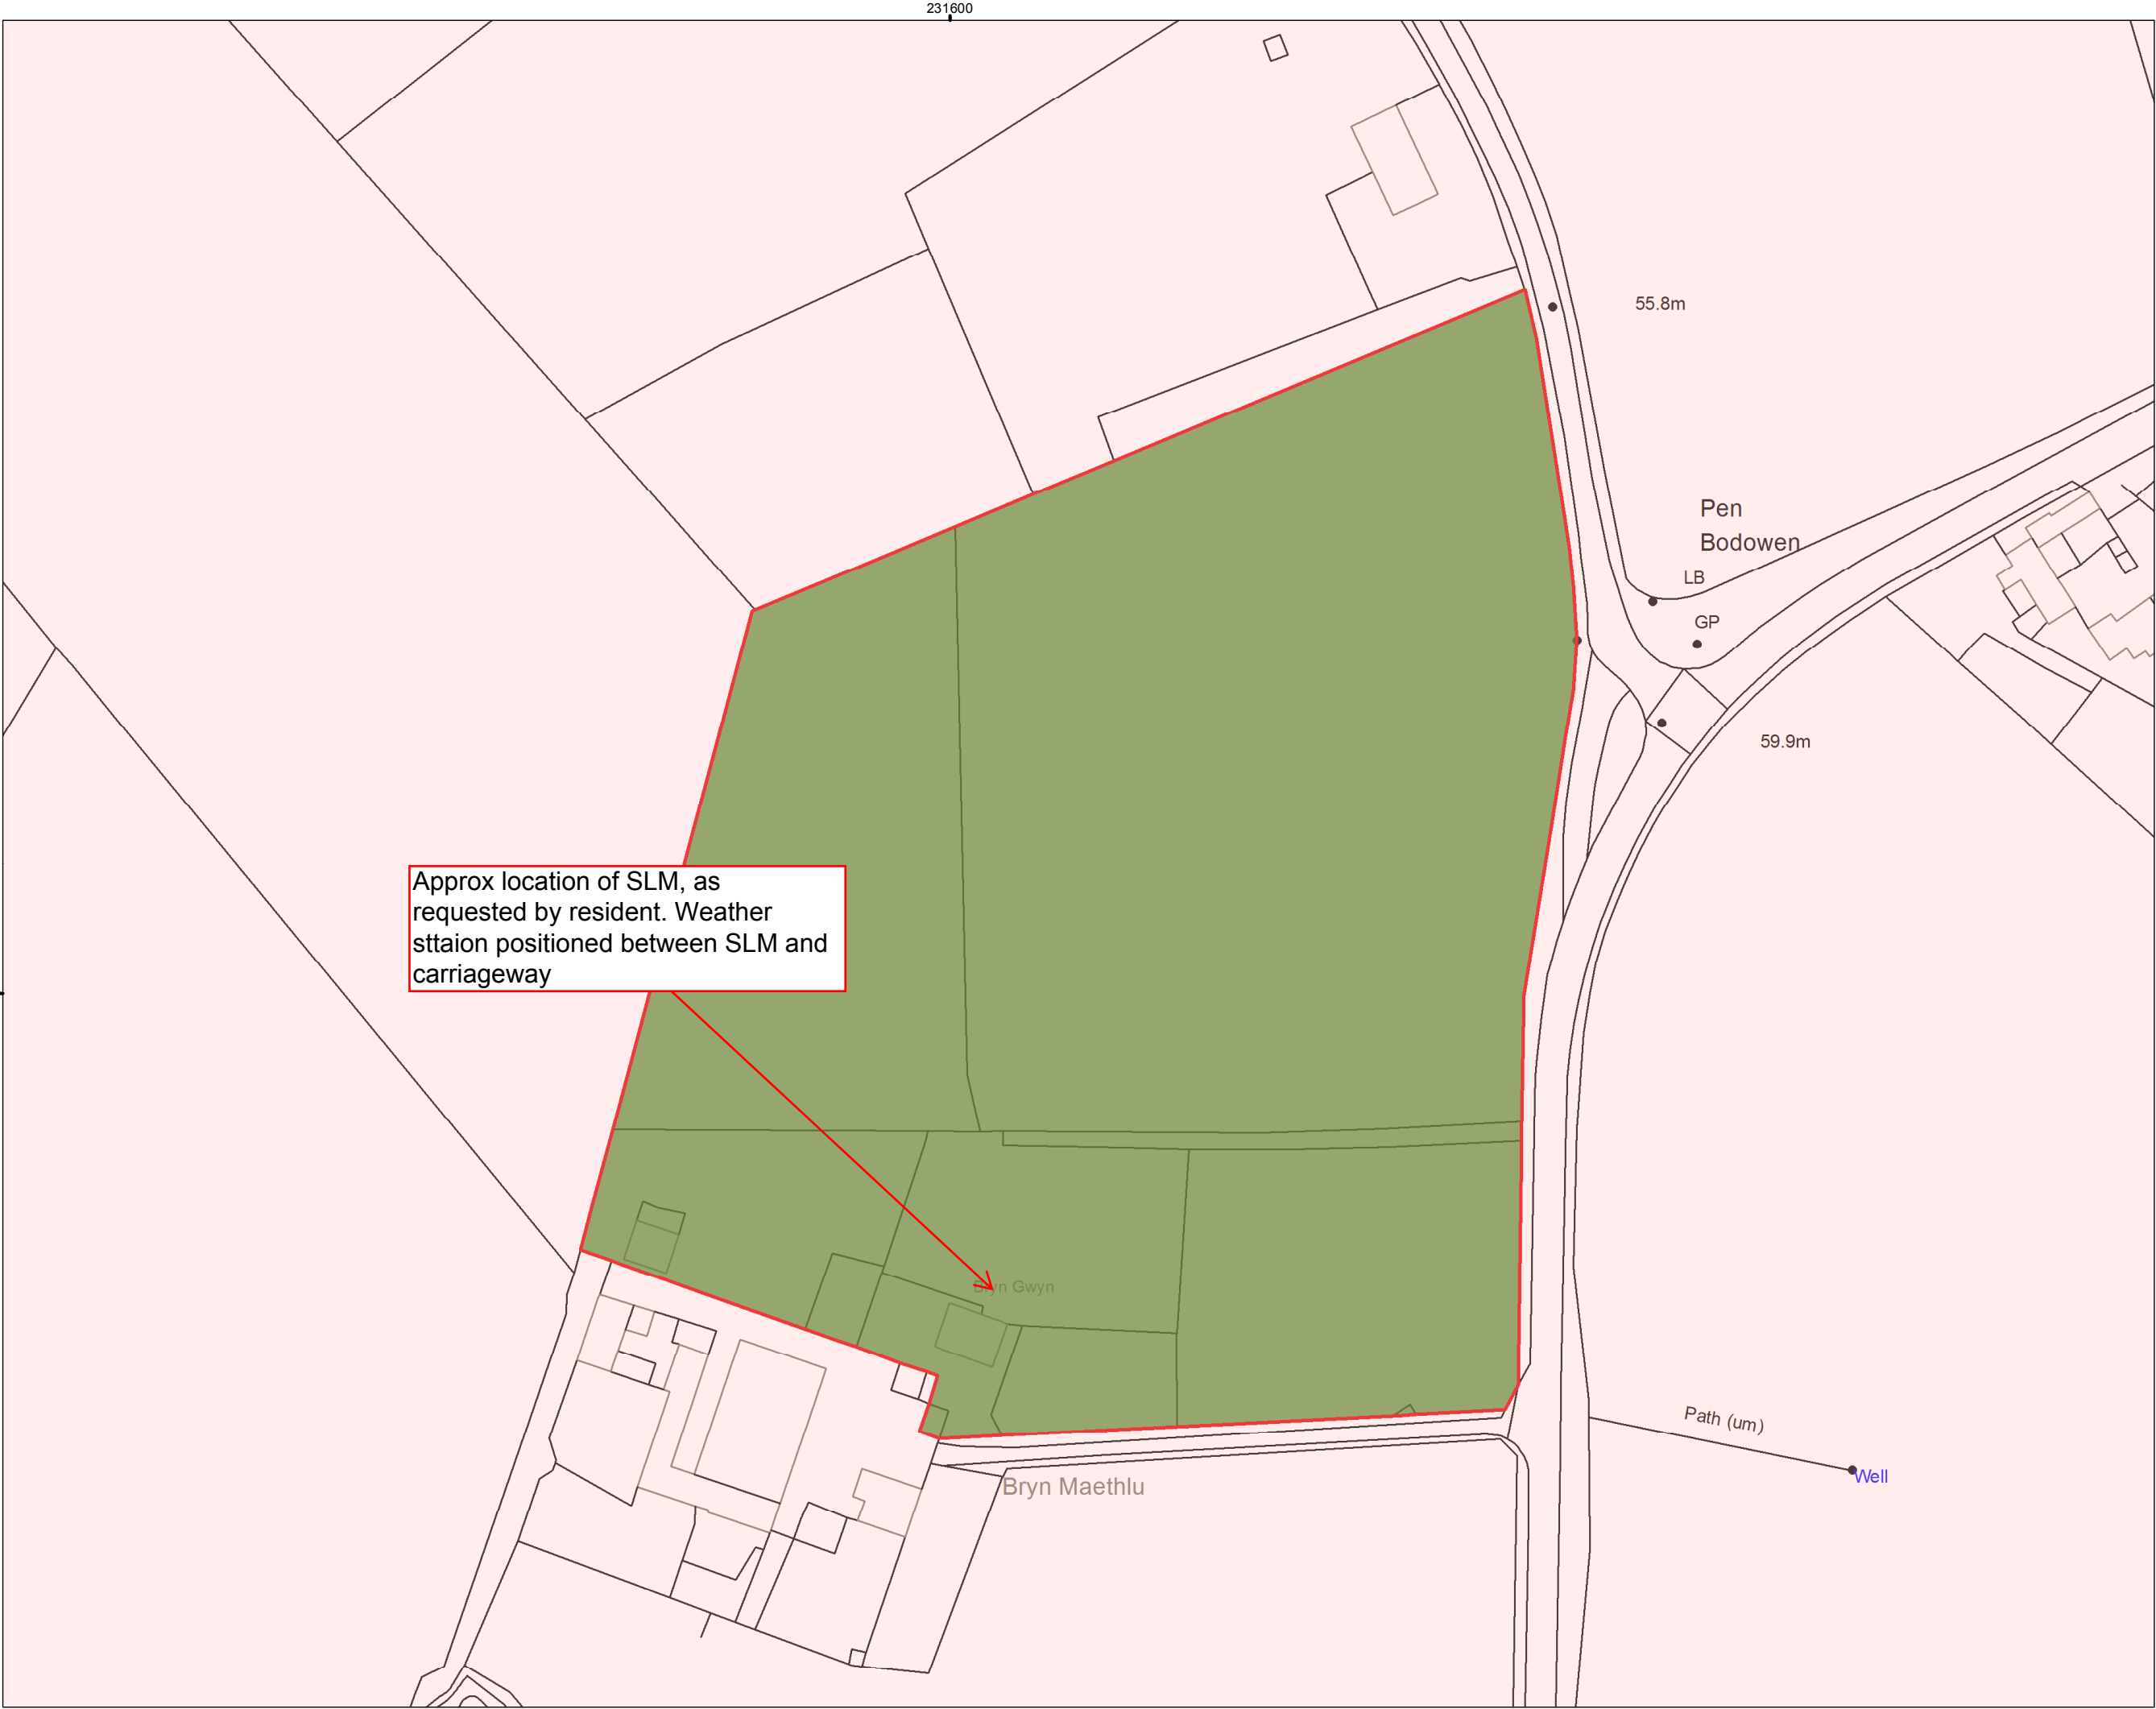 231600
55.8m
Pen
Bodowen
LB
GP
59.9m
Approx location of SLM, as
requested by resident. Weather
sttaion positioned between SLM and
carriageway
Bryn Gwyn
Path (um)
Well
Bryn Maethlu